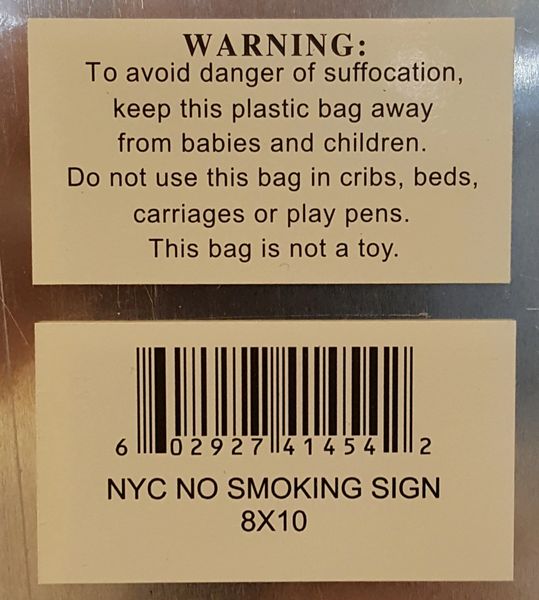 WARNING:
To avoid danger of suffocation,
keep this plastic bag away
from babies and children.
Do not use this bag in cribs, beds,
carriages or play pens.
This bag is not a toy.
6 02927 41454 2
NYC NO SMOKING SIGN
8X10